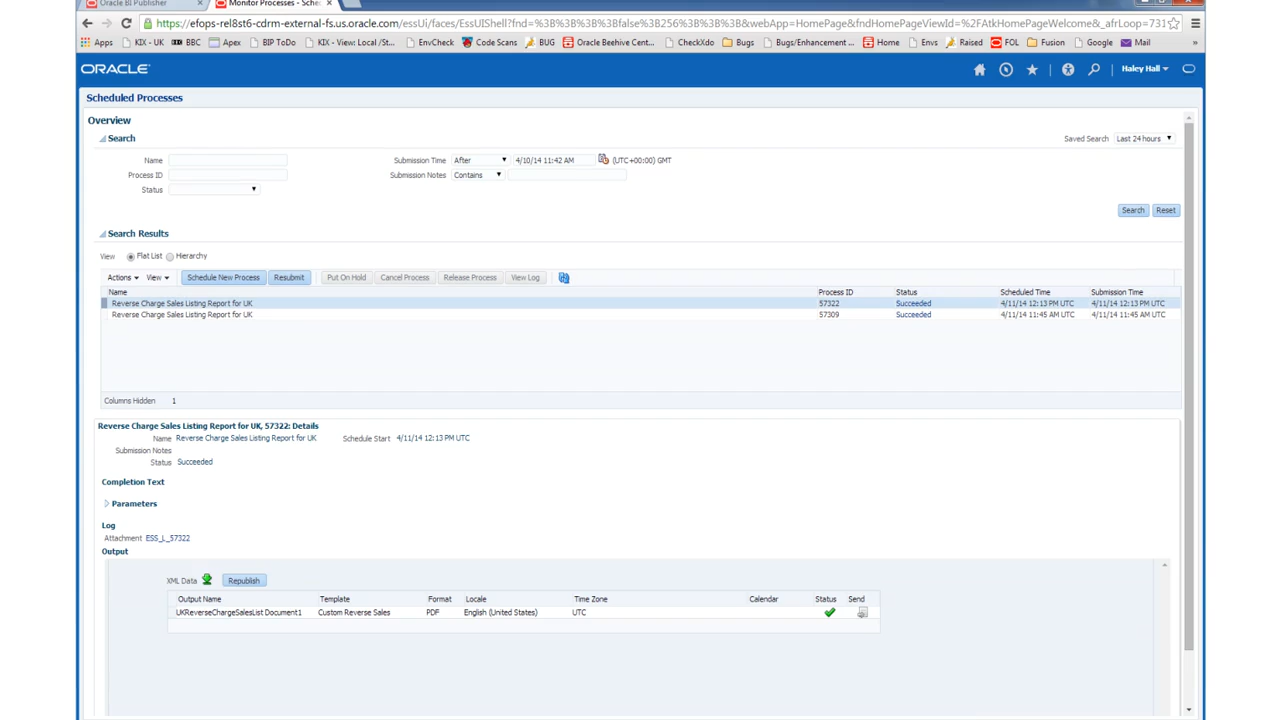 Oracle BI Publisher × Monitor Processes - Sche: ×
https://efops-rel8st6-cdrm-external-fs.us.oracle.com/essUi/faces/EssUIShell?fnd=%3B%3B%3B%3Bfalse%3B256%3B%3B%3B&webApp=HomePage&fndHomePageViewId=%2FAtkHomePageWelcome&_afrLoop=731
Apps KIX - UK BBC Apex BIP ToDo KIX - View: Local /St... EnvCheck Code Scans BUG Oracle Beehive Cent... CheckXdo Bugs Bugs/Enhancement ... Home Envs Raised FOL Fusion Google Mail »
ORACLE Haley Hall
Scheduled Processes
Overview
Search Saved Search Last 24 hours
Name Submission Time After 4/10/14 11:42 AM (UTC+00:00) GMT
Process ID Submission Notes Contains
Status
Search Reset
Search Results
View Flat List Hierarchy
Actions View Schedule New Process Resubmit Put On Hold Cancel Process Release Process View Log
Name Process ID Status Scheduled Time Submission Time
Reverse Charge Sales Listing Report for UK 57322 Succeeded 4/11/14 12:13 PM UTC 4/11/14 12:13 PM UTC
Reverse Charge Sales Listing Report for UK 57309 Succeeded 4/11/14 11:45 AM UTC 4/11/14 11:45 AM UTC
Columns Hidden 1
Reverse Charge Sales Listing Report for UK, 57322: Details
Name Reverse Charge Sales Listing Report for UK Schedule Start 4/11/14 12:13 PM UTC
Submission Notes
Status Succeeded
Completion Text
Parameters
Log
Attachment ESS_L_57322
Output
XML Data Republish
Output Name Template Format Locale Time Zone Calendar Status Send
UKReverseChargeSalesList Document1 Custom Reverse Sales PDF English (United States) UTC